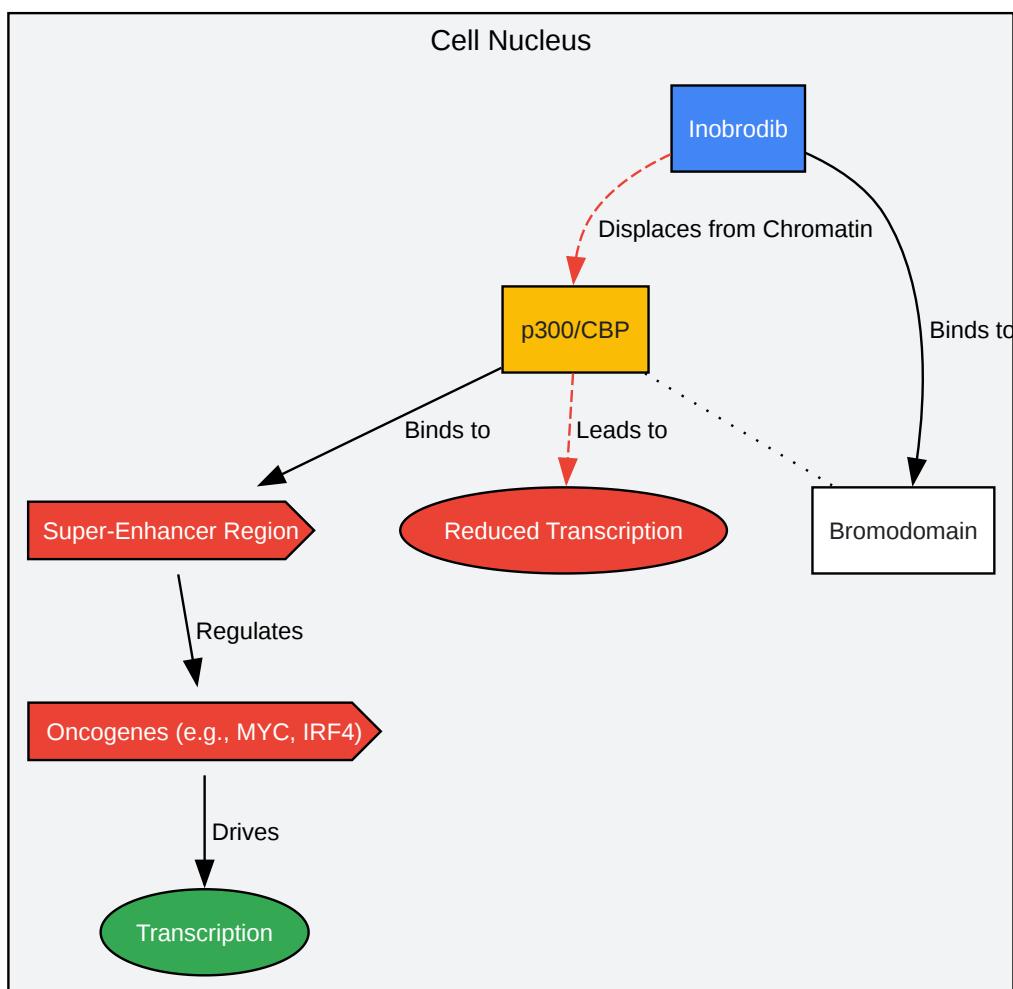 Cell Nucleus
Inobrodib
Displaces from Chromatin
p300/CBP
Binds to
Binds to
Leads to
Super-Enhancer Region
Reduced Transcription
Bromodomain
Regulates
Oncogenes (e.g., MYC, IRF4)
Drives
Transcription